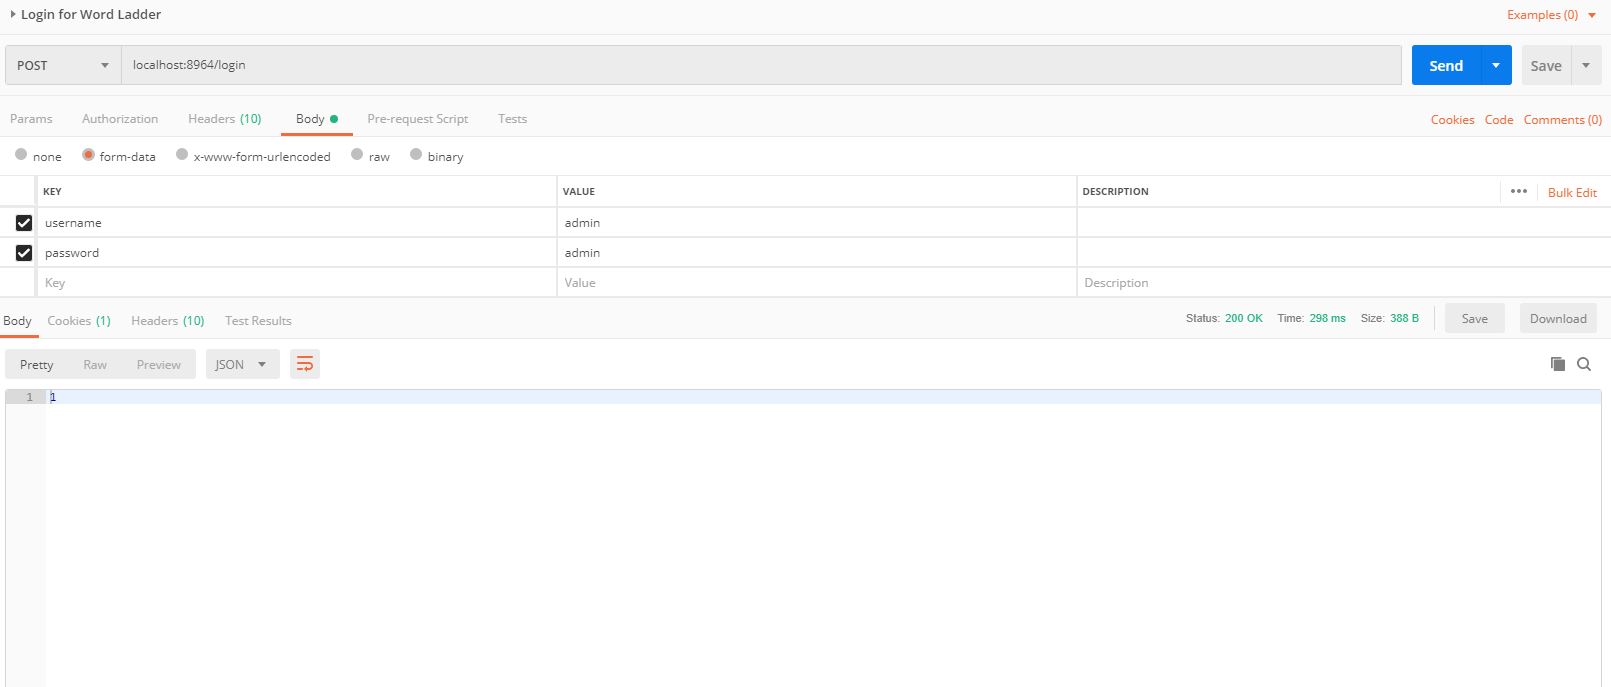 Login for Word Ladder Examples (0)
POST localhost:8964/login Send Save
Params Authorization Headers (10) Body Pre-request Script Tests Cookies Code Comments (0)
none form-data x-www-form-urlencoded raw binary
KEY VALUE DESCRIPTION ••• Bulk Edit
username admin
password admin
Key Value Description
Body Cookies (1) Headers (10) Test Results Status: 200 OK Time: 298 ms Size: 388 B Save Download
Pretty Raw Preview JSON
1 1